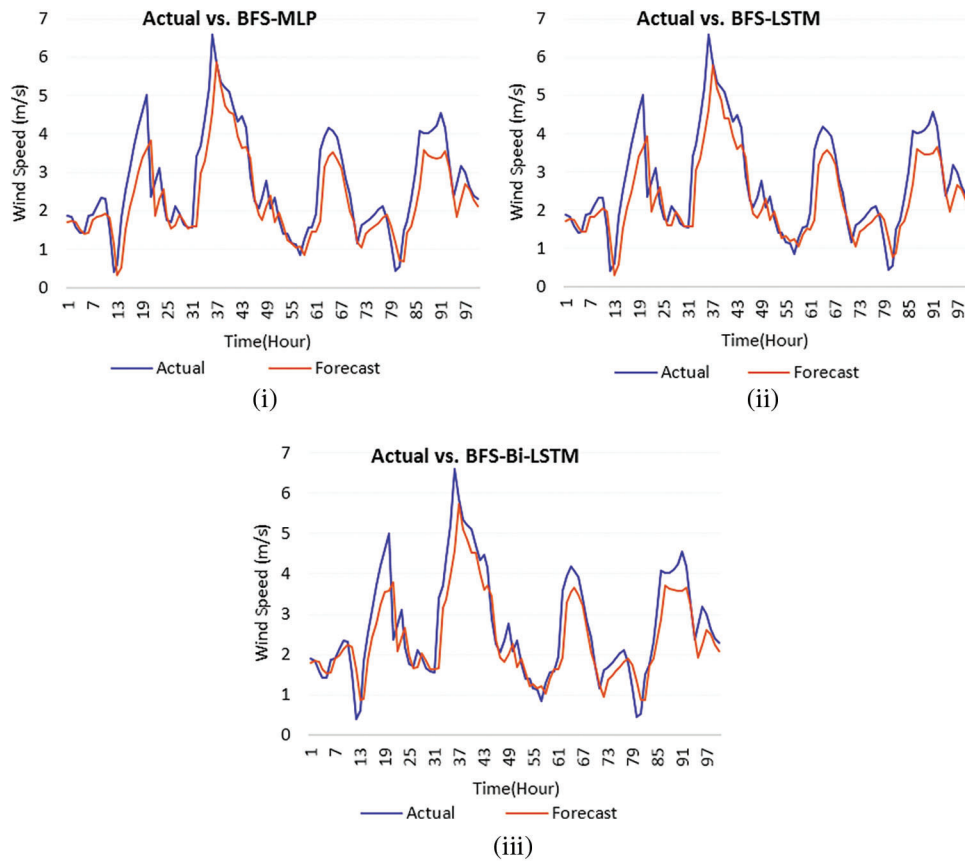 Actual vs. BFS-MLP
Wind Speed (m/s)
7
6
5
4
3
2
1
0
1 7 13 19 25 31 37 43 49 55 61 67 73 79 85 91 97
Time(Hour)
Actual Forecast
(i)
Actual vs. BFS-LSTM
Wind Speed (m/s)
7
6
5
4
3
2
1
0
1 7 13 19 25 31 37 43 49 55 61 67 73 79 85 91 97
Time(Hour)
Actual Forecast
(ii)
Actual vs. BFS-Bi-LSTM
Wind Speed (m/s)
7
6
5
4
3
2
1
0
1 7 13 19 25 31 37 43 49 55 61 67 73 79 85 91 97
Time(Hour)
Actual Forecast
(iii)